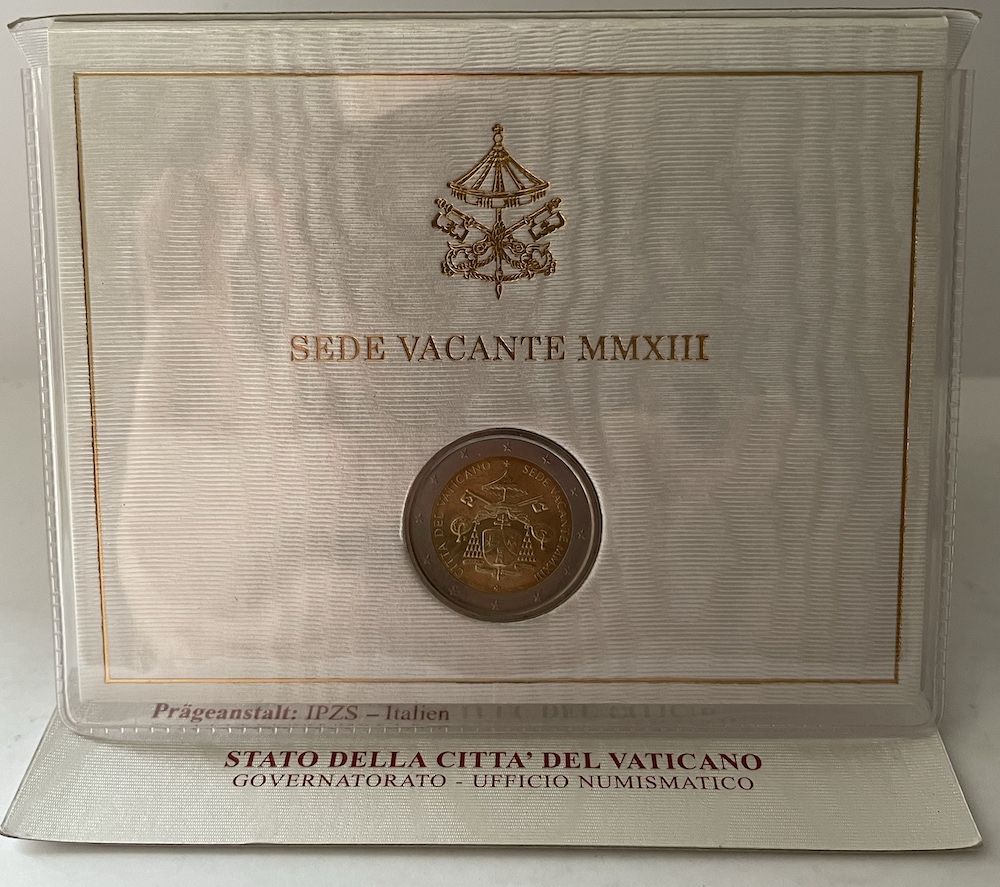 SEDE VACANTE MMXIII
CITTÀ DEL VATICANO
SEDE VACANTE MMXIII
Prägeanstalt: IPZS – Italien
STATO DELLA CITTA’ DEL VATICANO
GOVERNATORATO - UFFICIO NUMISMATICO